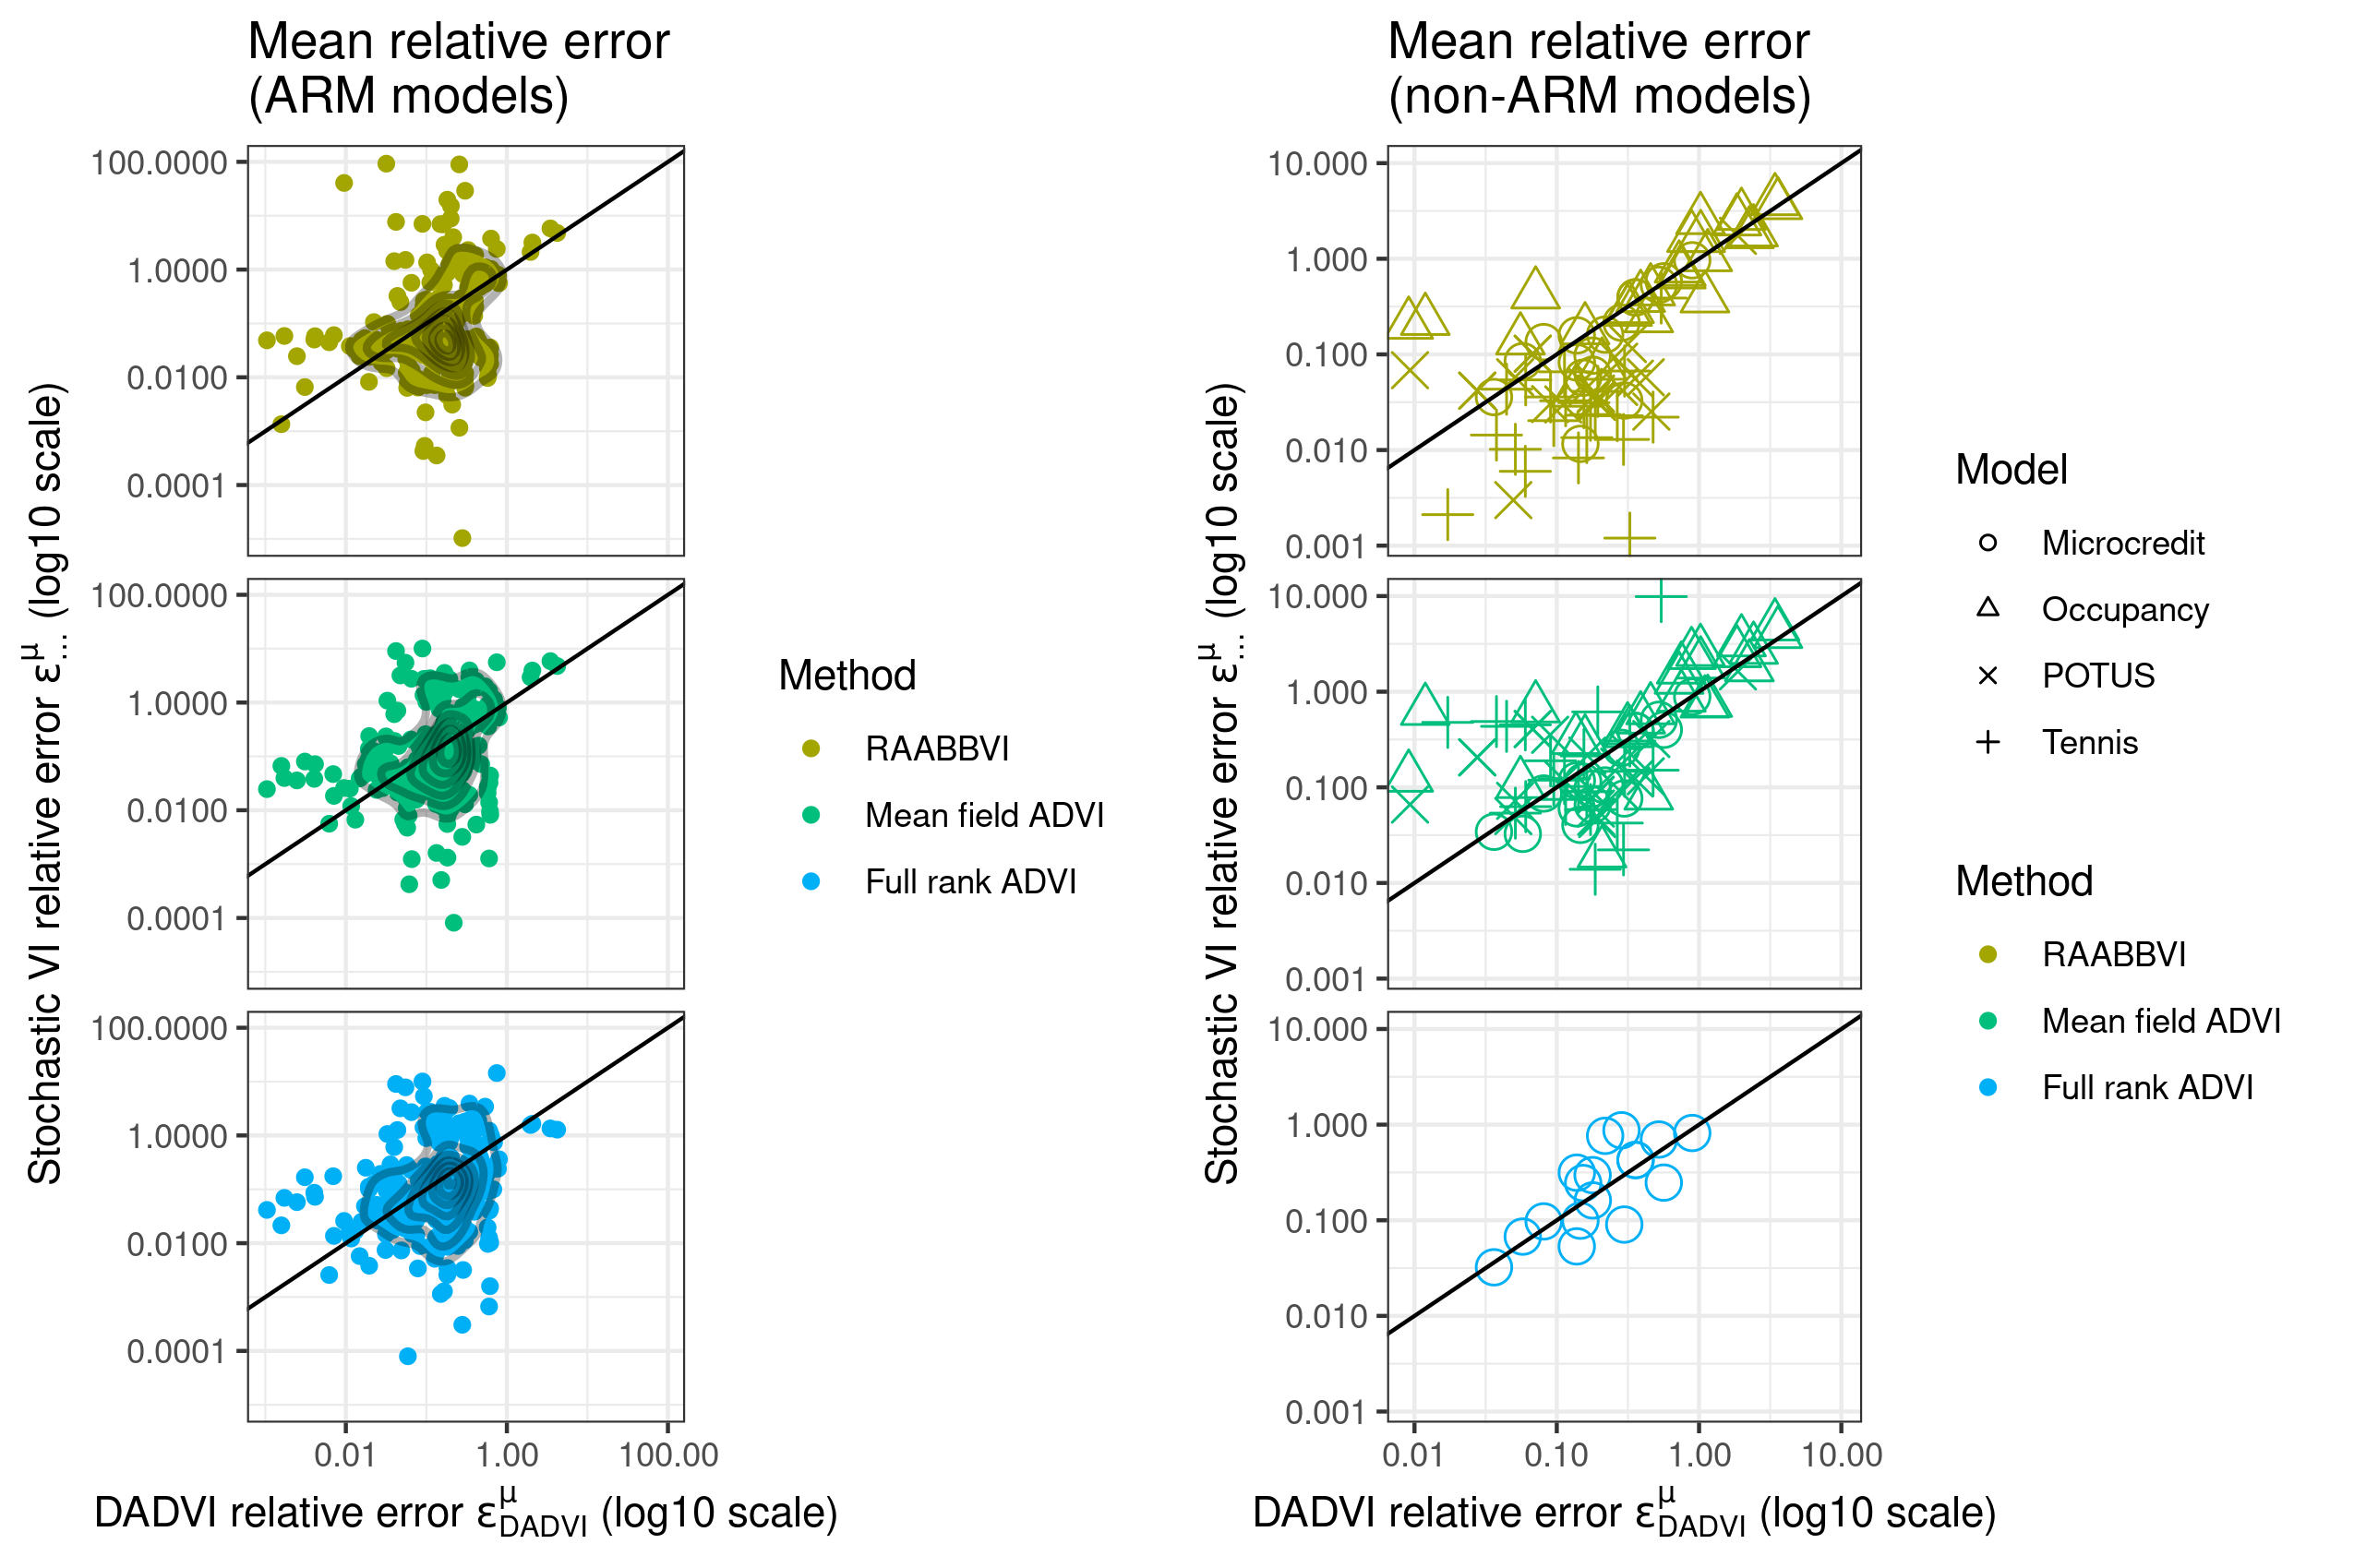 Mean relative error
(ARM models)
Stochastic VI relative error ε^μ_... (log10 scale)
100.0000
1.0000
0.0100
0.0001
100.0000
1.0000
0.0100
0.0001
100.0000
1.0000
0.0100
0.0001
0.01 1.00 100.00
DADVI relative error ε^μ_DADVI (log10 scale)
Method
RAABBVI
Mean field ADVI
Full rank ADVI
Mean relative error
(non-ARM models)
Stochastic VI relative error ε^μ_... (log10 scale)
10.000
1.000
0.100
0.010
0.001
10.000
1.000
0.100
0.010
0.001
10.000
1.000
0.100
0.010
0.001
0.01 0.10 1.00 10.00
DADVI relative error ε^μ_DADVI (log10 scale)
Model
Microcredit
Occupancy
POTUS
Tennis
Method
RAABBVI
Mean field ADVI
Full rank ADVI